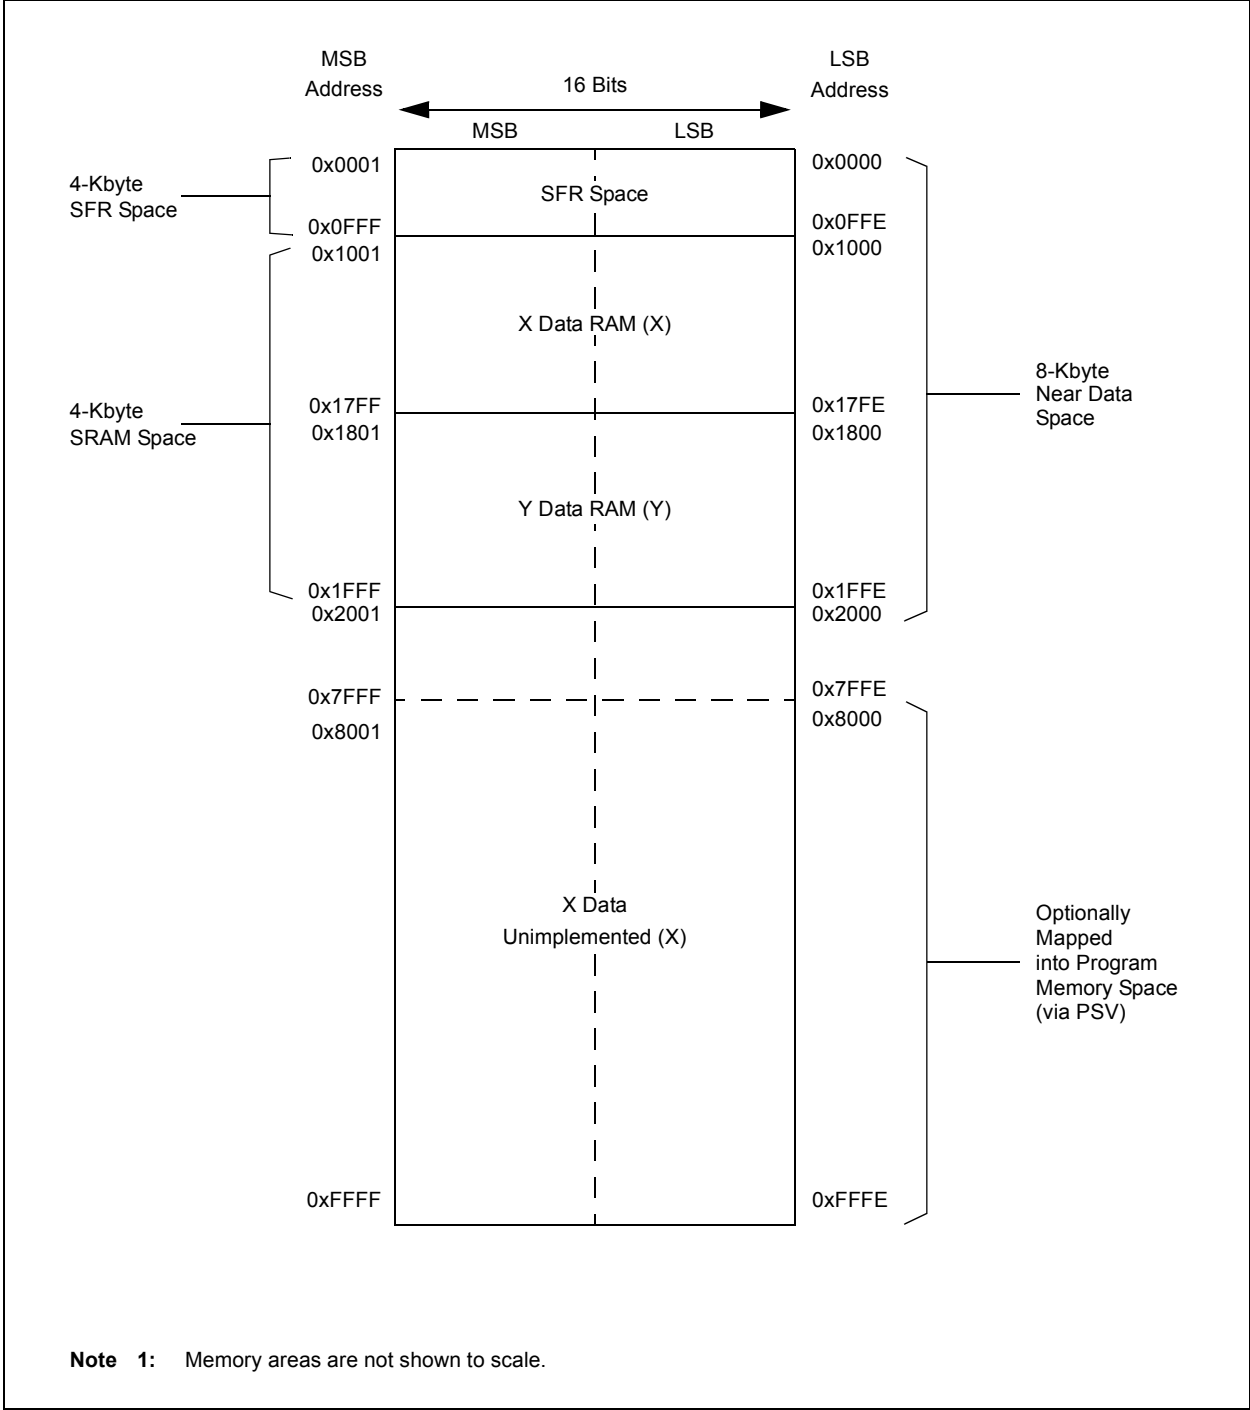 MSB
Address
16 Bits
LSB
Address
MSB
LSB
4-Kbyte
SFR Space
0x0001
SFR Space
0x0000
0x0FFF
0x0FFE
0x1001
0x1000
X Data RAM (X)
4-Kbyte
SRAM Space
0x17FF
0x17FE
0x1801
0x1800
8-Kbyte
Near Data
Space
Y Data RAM (Y)
0x1FFF
0x1FFE
0x2001
0x2000
0x7FFF
0x7FFE
0x8001
0x8000
X Data
Unimplemented (X)
Optionally
Mapped
into Program
Memory Space
(via PSV)
0xFFFF
0xFFFE
Note 1: Memory areas are not shown to scale.